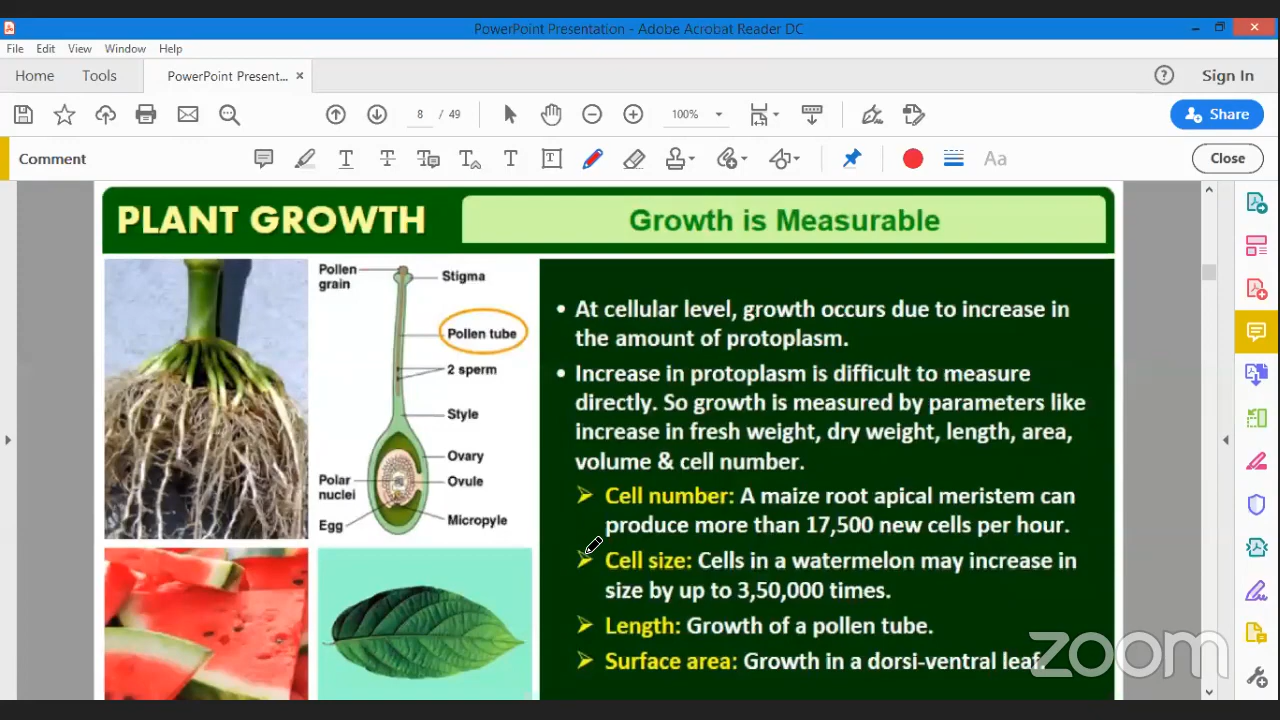 PowerPoint Presentation - Adobe Acrobat Reader DC
File Edit View Window Help
Home Tools PowerPoint Present... Sign In
8 / 49 100% Share
Comment Aa Close
PLANT GROWTH
Growth is Measurable
Pollen
grain
Stigma
Pollen tube
2 sperm
Style
Ovary
Polar
nuclei
Ovule
Egg
Micropyle
• At cellular level, growth occurs due to increase in
the amount of protoplasm.
• Increase in protoplasm is difficult to measure
directly. So growth is measured by parameters like
increase in fresh weight, dry weight, length, area,
volume & cell number.
➢ Cell number: A maize root apical meristem can
produce more than 17,500 new cells per hour.
➢ Cell size: Cells in a watermelon may increase in
size by up to 3,50,000 times.
➢ Length: Growth of a pollen tube.
➢ Surface area: Growth in a dorsi-ventral leaf.
zoom